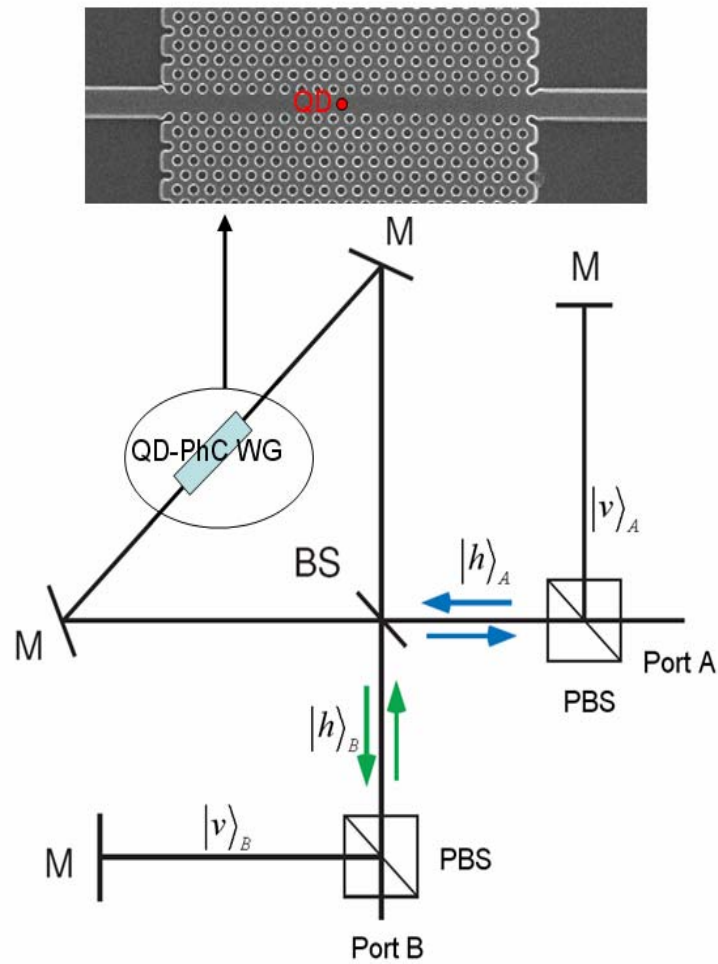 QD
M
M
QD-PhC WG
|v⟩_A
BS
|h⟩_A
M
Port A
PBS
|h⟩_B
|v⟩_B
M
PBS
Port B